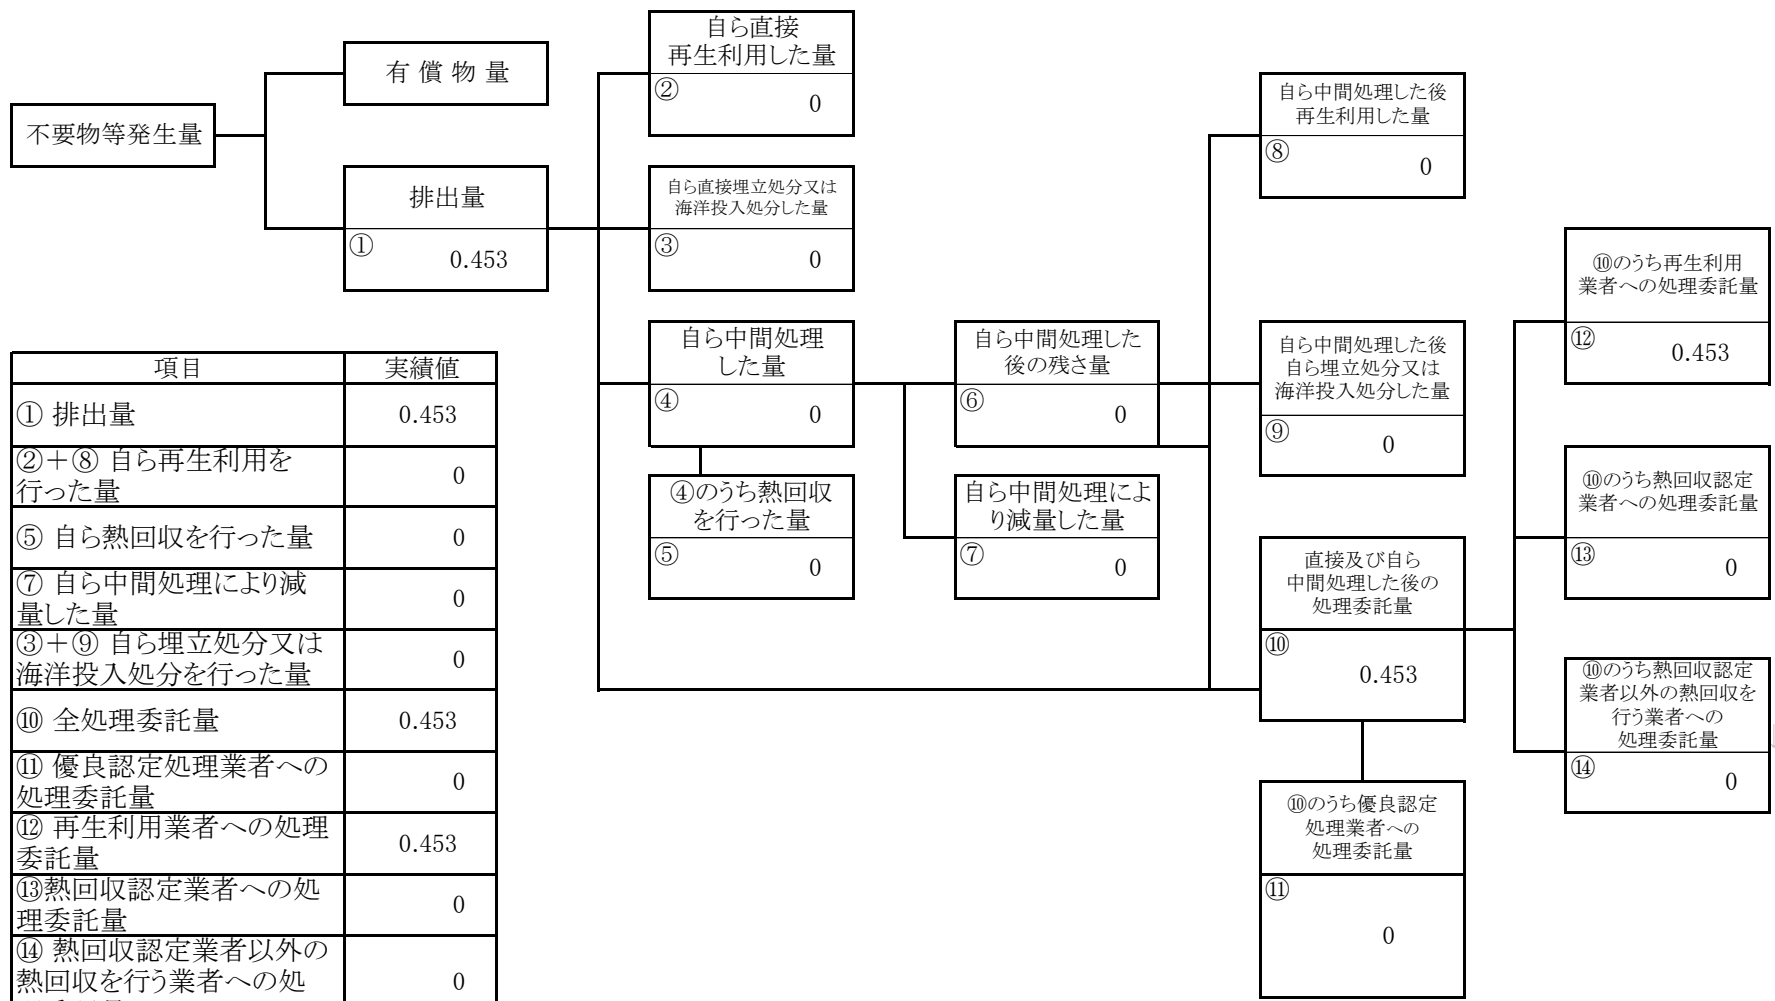 不要物等発生量
有 償 物 量
排出量
①
0.453
自ら直接
再生利用した量
②
0
自ら直接埋立処分又は
海洋投入処分した量
③
0
自ら中間処理
した量
④
0
④のうち熱回収
を行った量
⑤
0
自ら中間処理した
後の残さ量
⑥
0
自ら中間処理によ
り減量した量
⑦
0
自ら中間処理した後
再生利用した量
⑧
0
自ら中間処理した後
自ら埋立処分又は
海洋投入処分した量
⑨
0
直接及び自ら
中間処理した後の
処理委託量
⑩
0.453
⑩のうち優良認定
処理業者への
処理委託量
⑪
0
⑩のうち再生利用
業者への処理委託量
⑫
0.453
⑩のうち熱回収認定
業者への処理委託量
⑬
0
⑩のうち熱回収認定
業者以外の熱回収を
行う業者への
処理委託量
⑭
0
項目 実績値
① 排出量 0.453
②＋⑧ 自ら再生利用を
行った量 0
⑤ 自ら熱回収を行った量 0
⑦ 自ら中間処理により減
量した量 0
③＋⑨ 自ら埋立処分又は
海洋投入処分を行った量 0
⑩ 全処理委託量 0.453
⑪ 優良認定処理業者への
処理委託量 0
⑫ 再生利用業者への処理
委託量 0.453
⑬熱回収認定業者への処
理委託量 0
⑭ 熱回収認定業者以外の
熱回収を行う業者への処 0